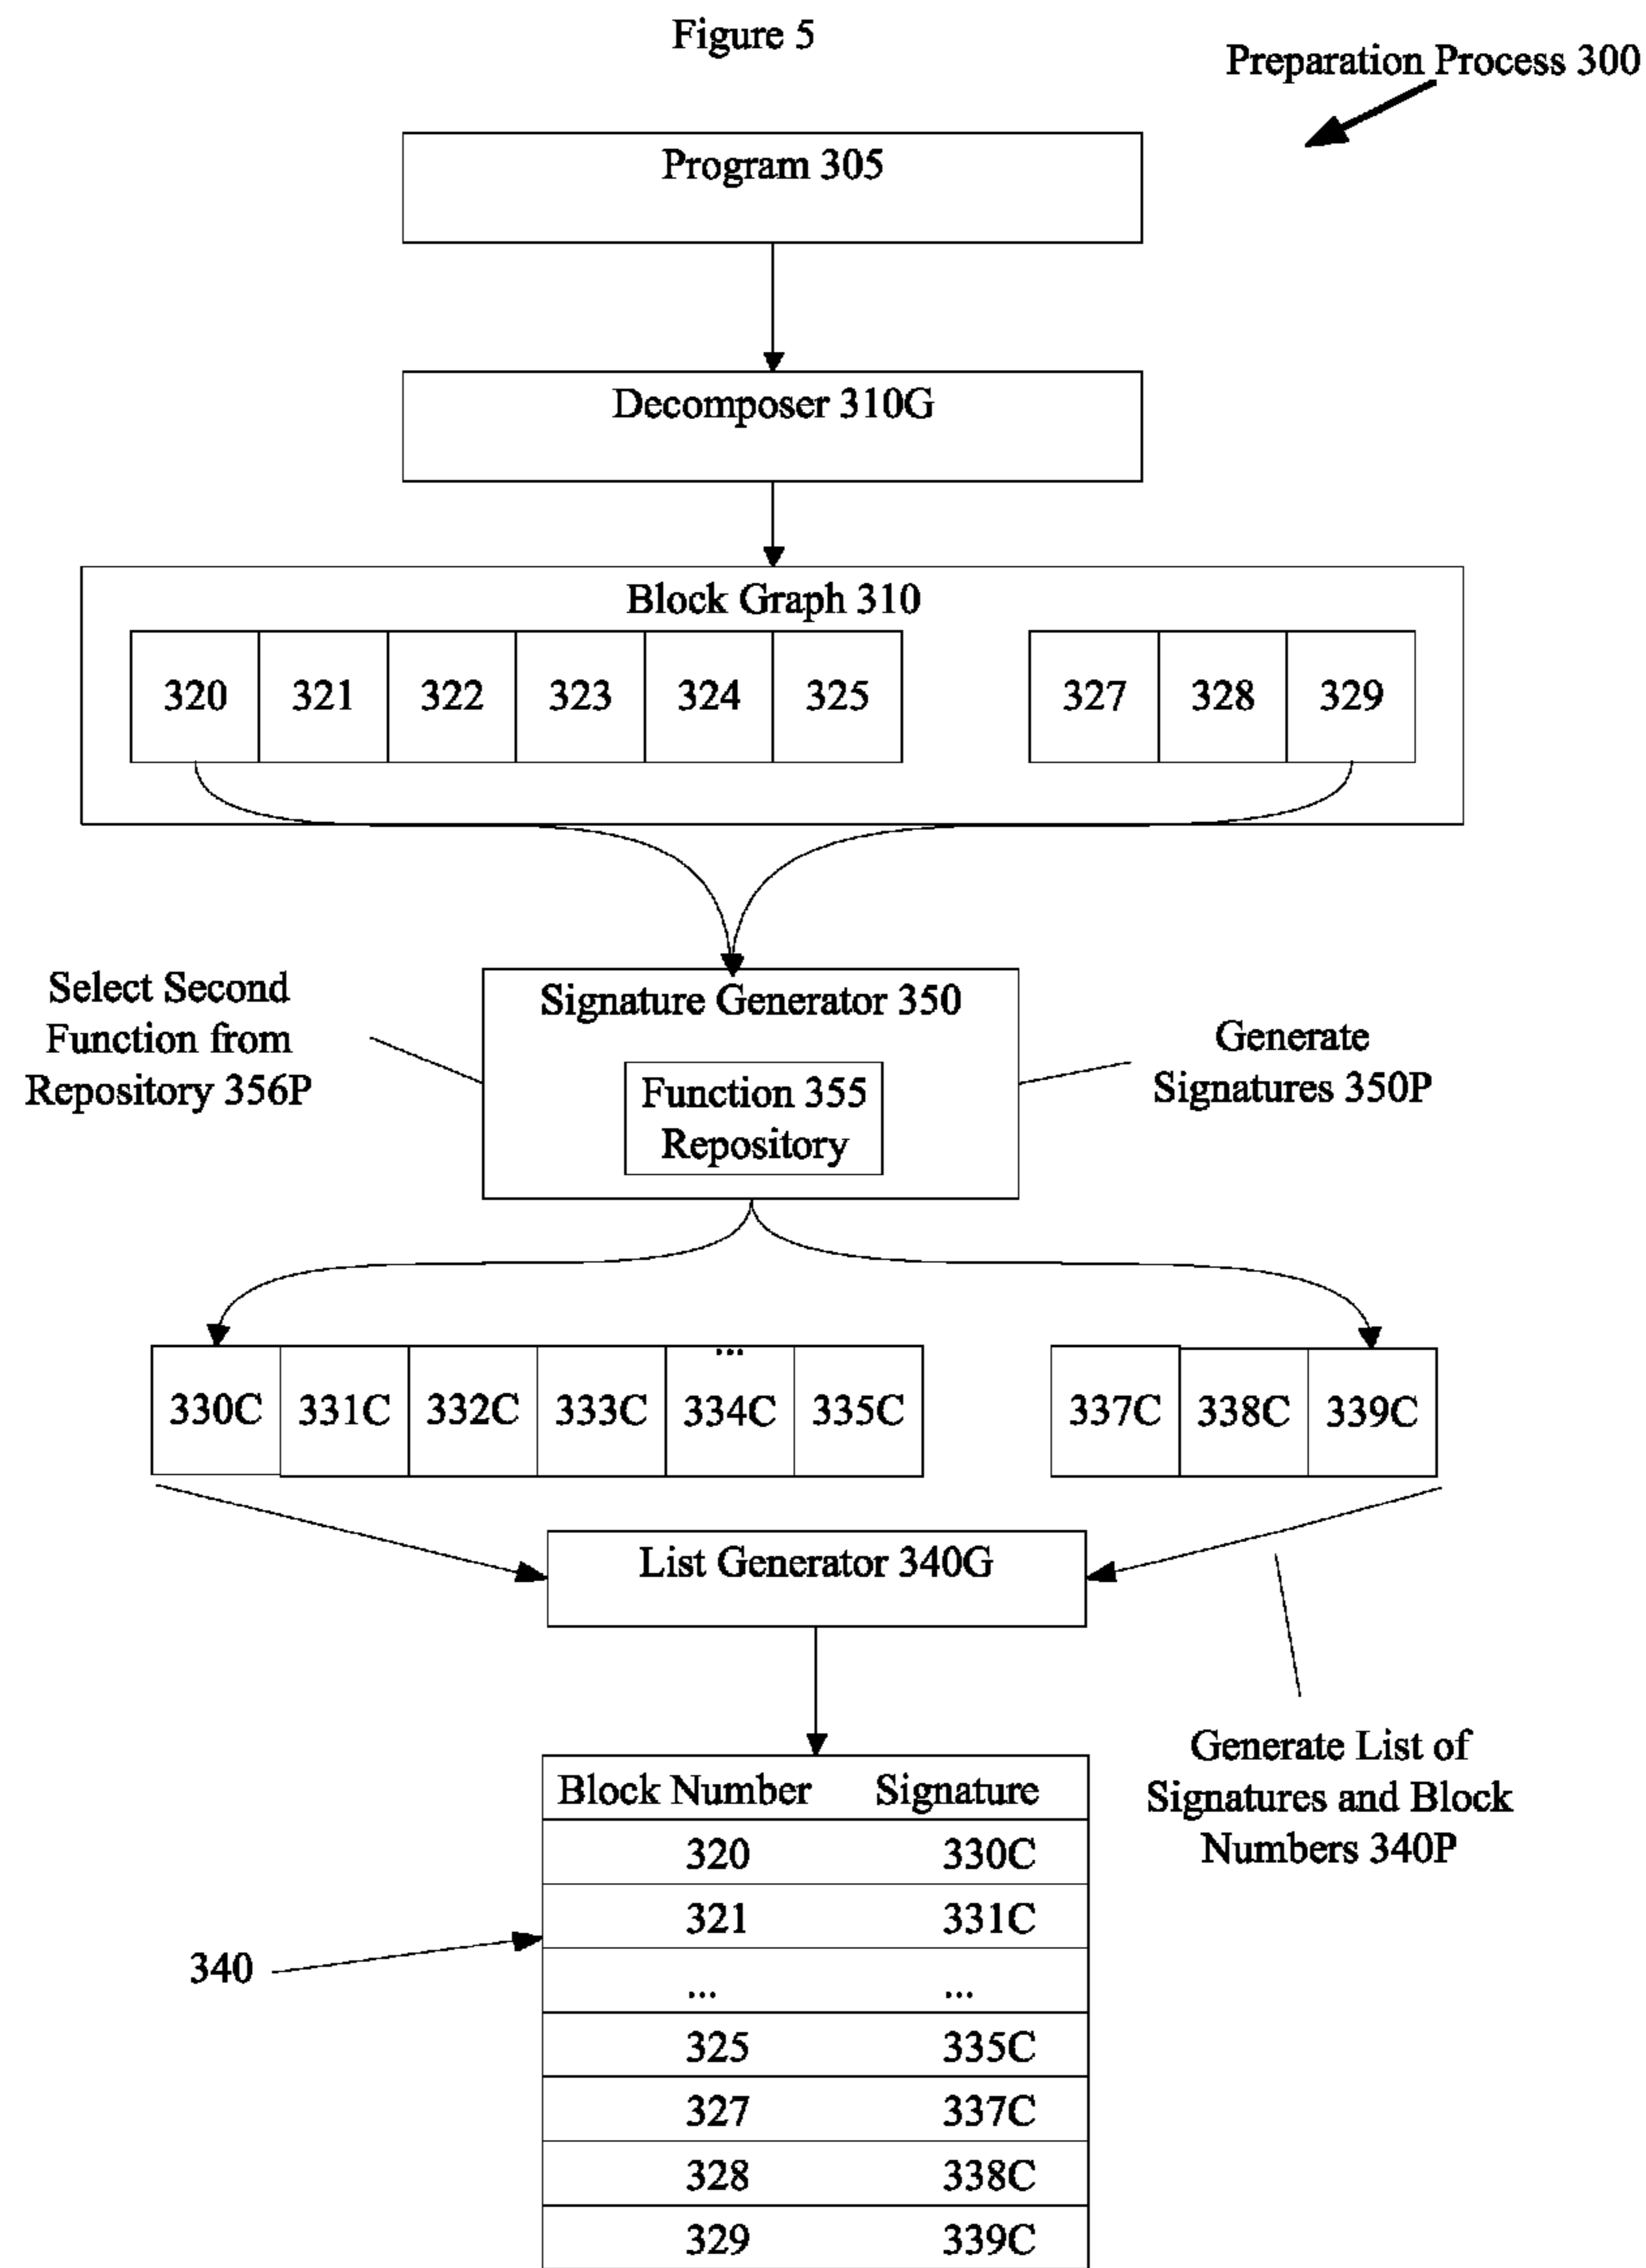 Figure 5
Preparation Process 300
Program 305
Decomposer 310G
Block Graph 310
320 321 322 323 324 325 327 328 329
Select Second
Function from
Repository 356P
Signature Generator 350
Function 355
Repository
Generate
Signatures 350P
...
330C 331C 332C 333C 334C 335C 337C 338C 339C
List Generator 340G
Generate List of
Signatures and Block
Numbers 340P
Block Number Signature
320 330C
321 331C
... ...
325 335C
327 337C
328 338C
329 339C
340